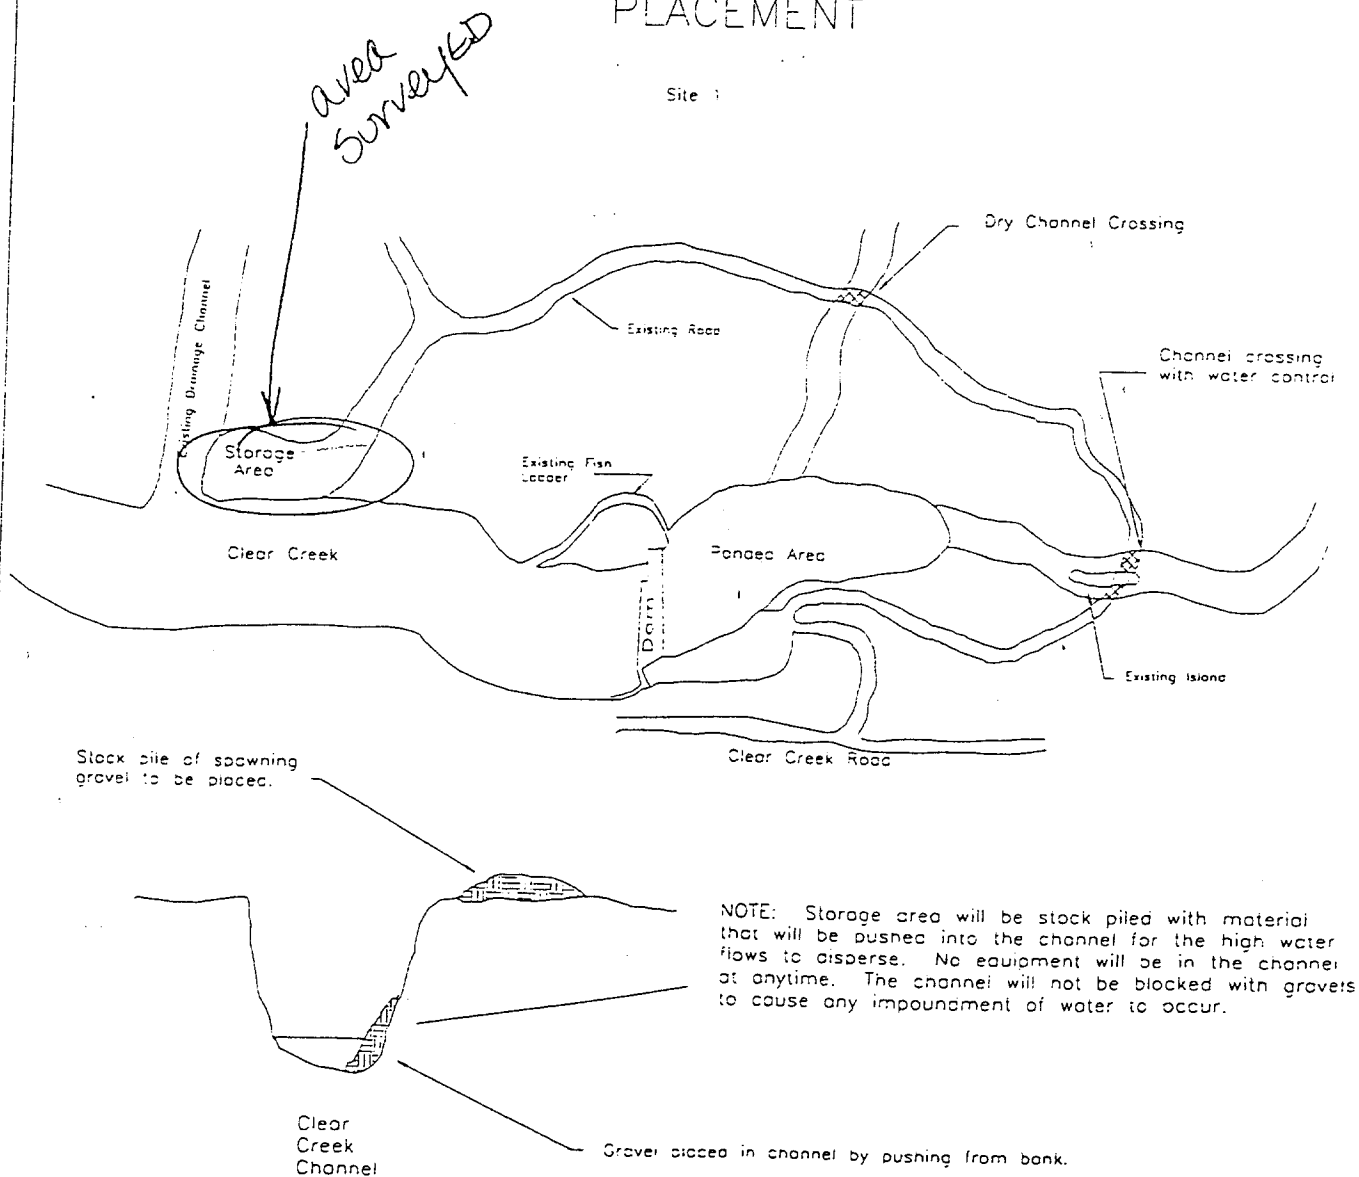 PLACEMENT
area
surveyED
Site 1
Dry Channel Crossing
Existing Drainage Channel
Existing Road
Channel crossing
with water control
Storage
Area
Existing Fish
Ladder
Clear Creek
Ponded Area
Dam
Existing Island
Clear Creek Road
Stock pile of spawning
gravel to be placed.
NOTE: Storage area will be stock piled with material
that will be pushed into the channel for the high water
flows to disperse. No equipment will be in the channel
at anytime. The channel will not be blocked with gravels
to cause any impoundment of water to occur.
Clear
Creek
Channel
Gravel placed in channel by pushing from bank.